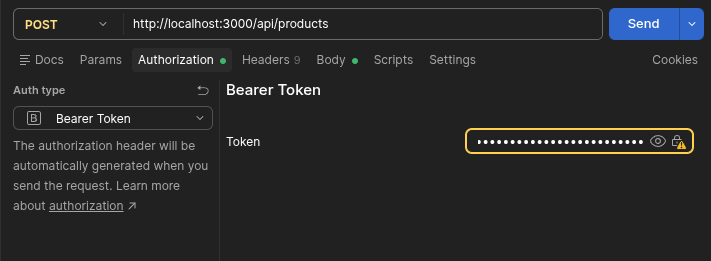 POST http://localhost:3000/api/products Send
Docs Params Authorization Headers 9 Body Scripts Settings Cookies
Auth type
B Bearer Token
The authorization header will be
automatically generated when you
send the request. Learn more
about authorization ↗
Bearer Token
Token ••••••••••••••••••••••••••